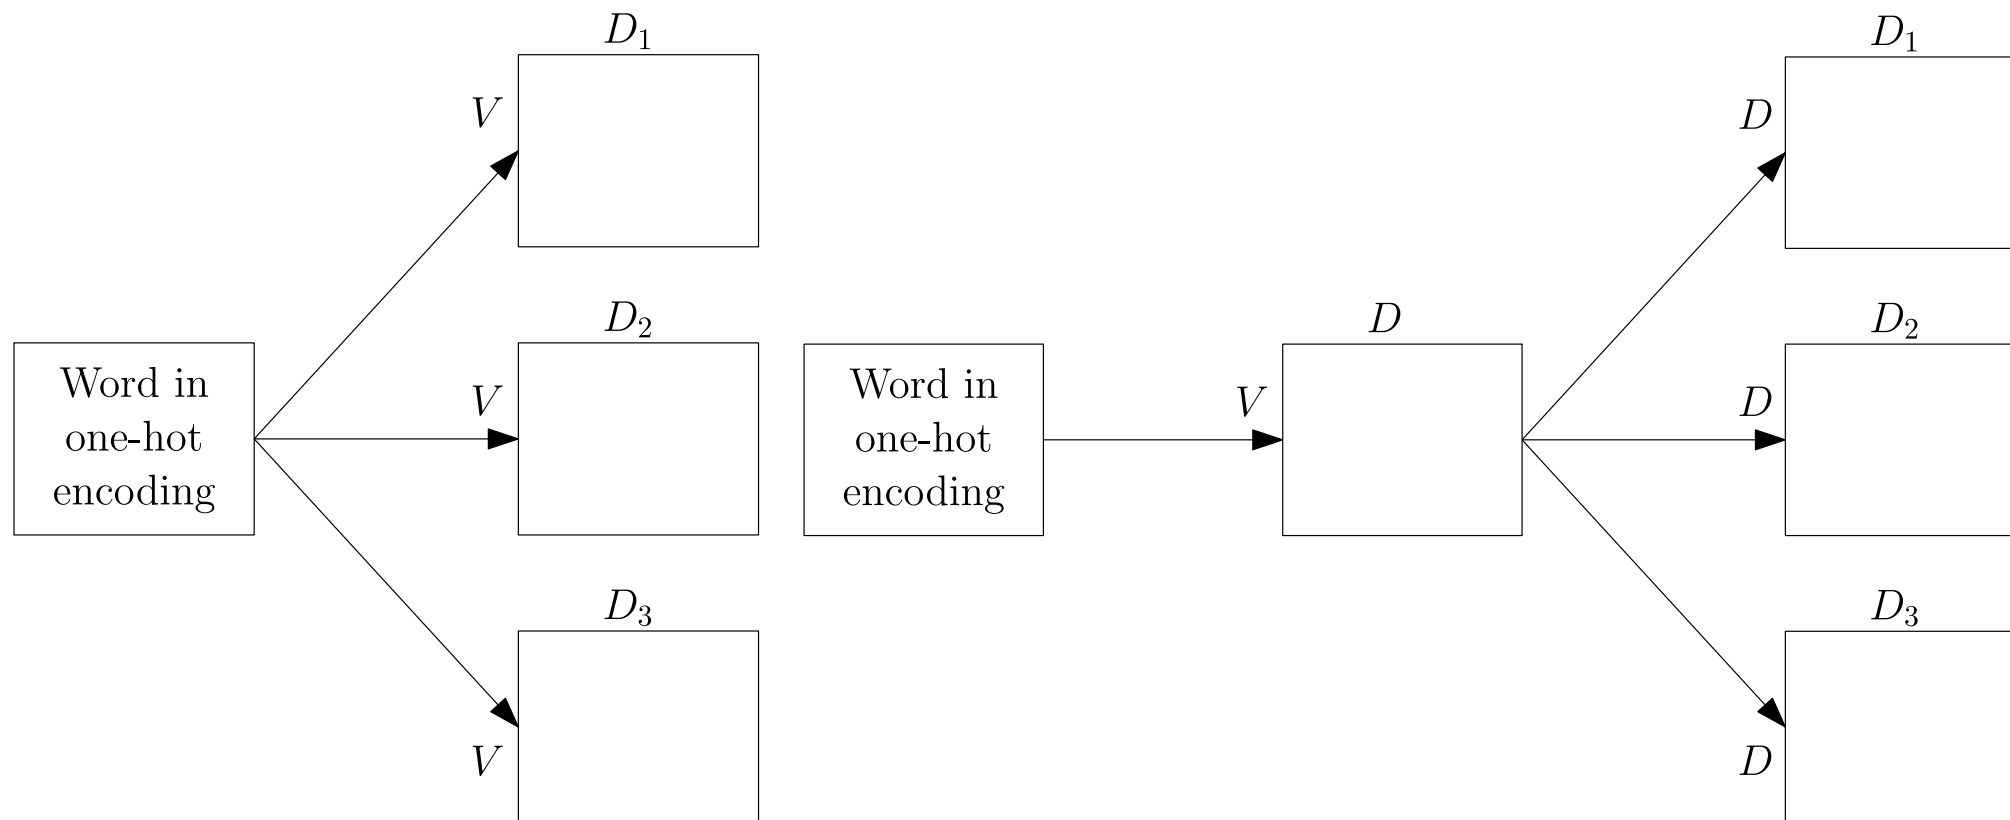 D₁
V
D₂
V
Word in
one-hot
encoding
D₃
V
D₁
D
D₂
D
D
V
Word in
one-hot
encoding
D₃
D